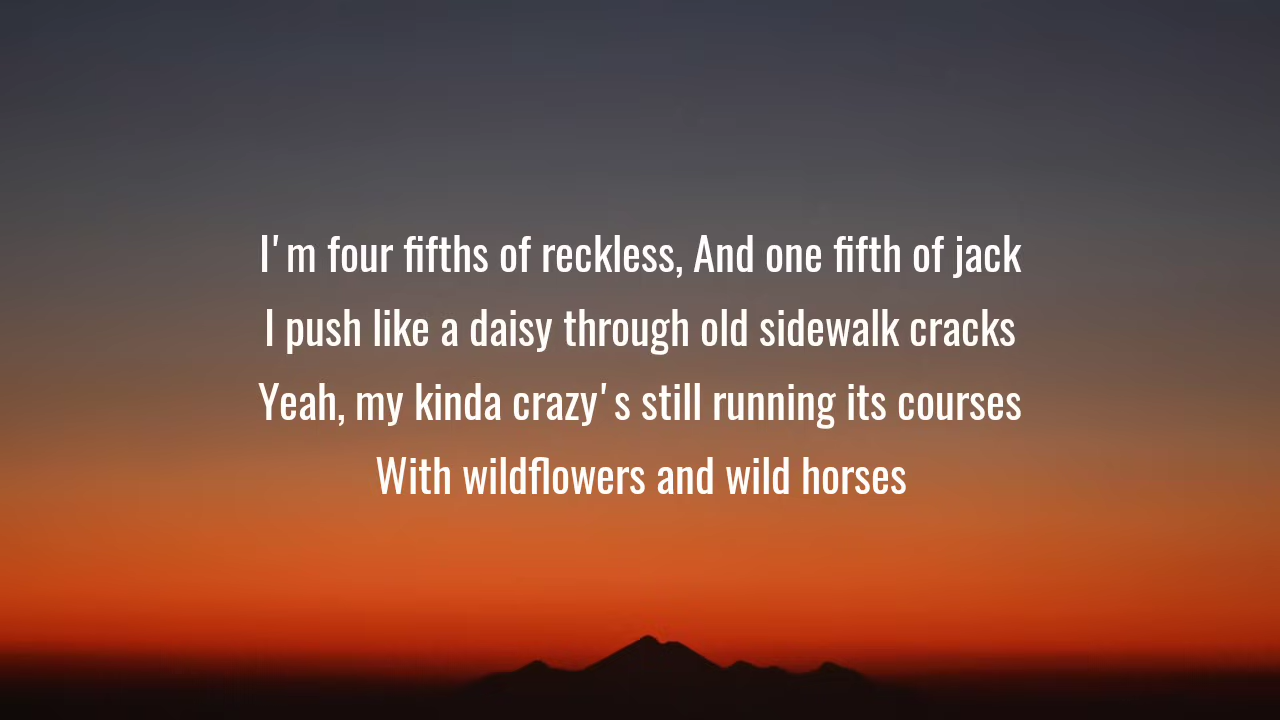 I'm four fifths of reckless, And one fifth of jack
I push like a daisy through old sidewalk cracks
Yeah, my kinda crazy's still running its courses
With wildflowers and wild horses